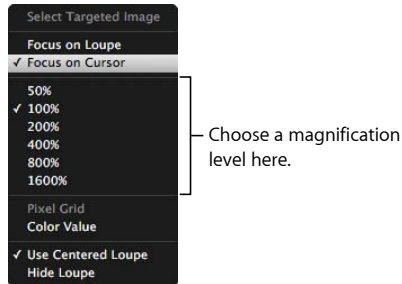 Select Targeted Image
Focus on Loupe
✓ Focus on Cursor
50%
✓ 100%
200%
400%
800%
1600%
Choose a magnification
level here.
Pixel Grid
Color Value
✓ Use Centered Loupe
Hide Loupe